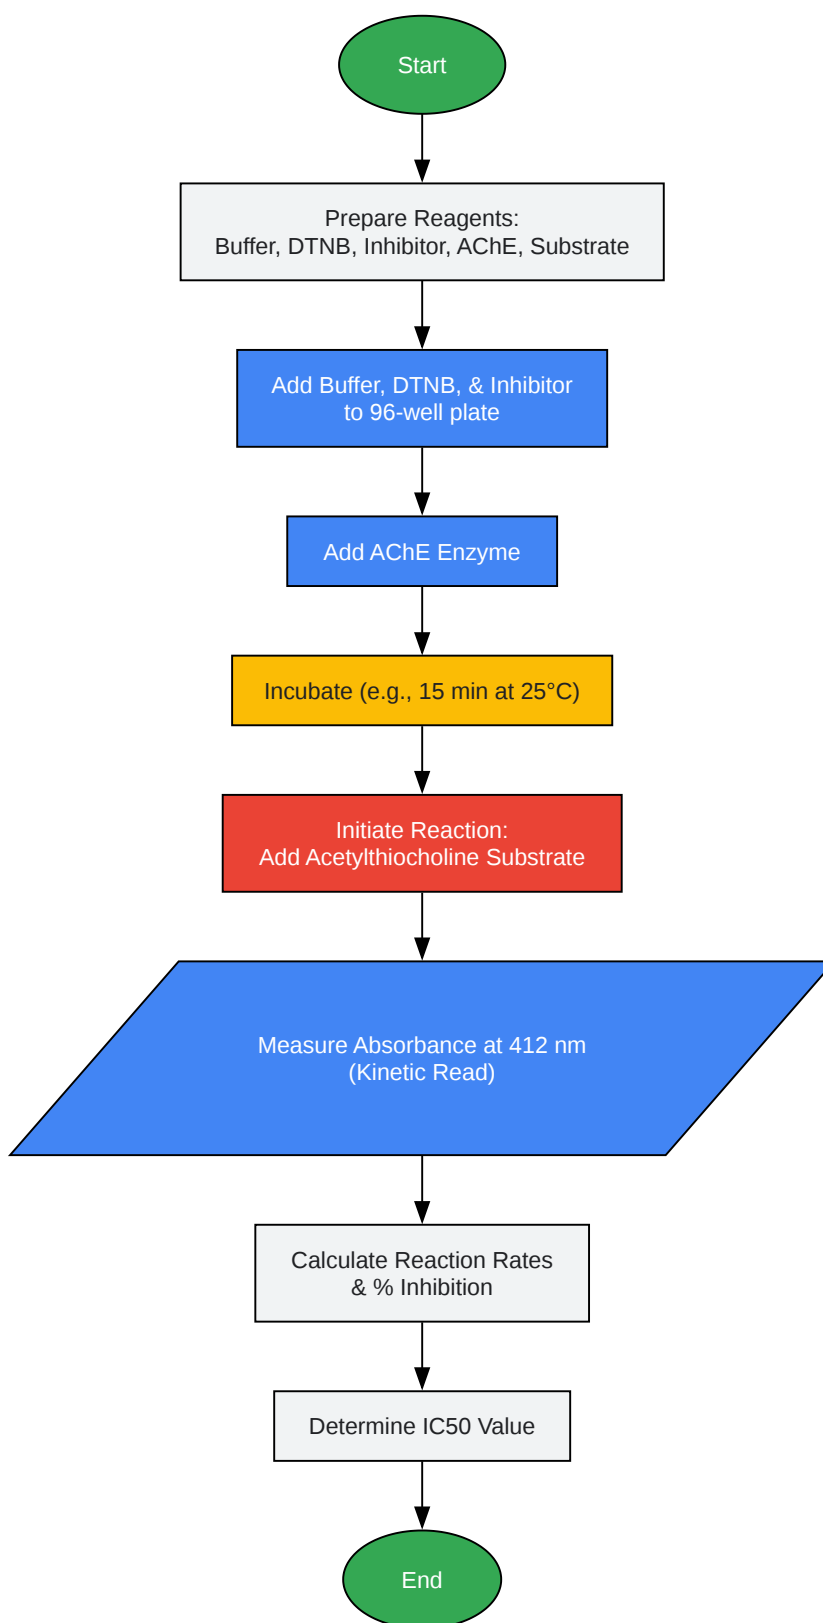 Start
Prepare Reagents:
Buffer, DTNB, Inhibitor, AChE, Substrate
Add Buffer, DTNB, & Inhibitor
to 96-well plate
Add AChE Enzyme
Incubate (e.g., 15 min at 25°C)
Initiate Reaction:
Add Acetylthiocholine Substrate
Measure Absorbance at 412 nm
(Kinetic Read)
Calculate Reaction Rates
& % Inhibition
Determine IC50 Value
End